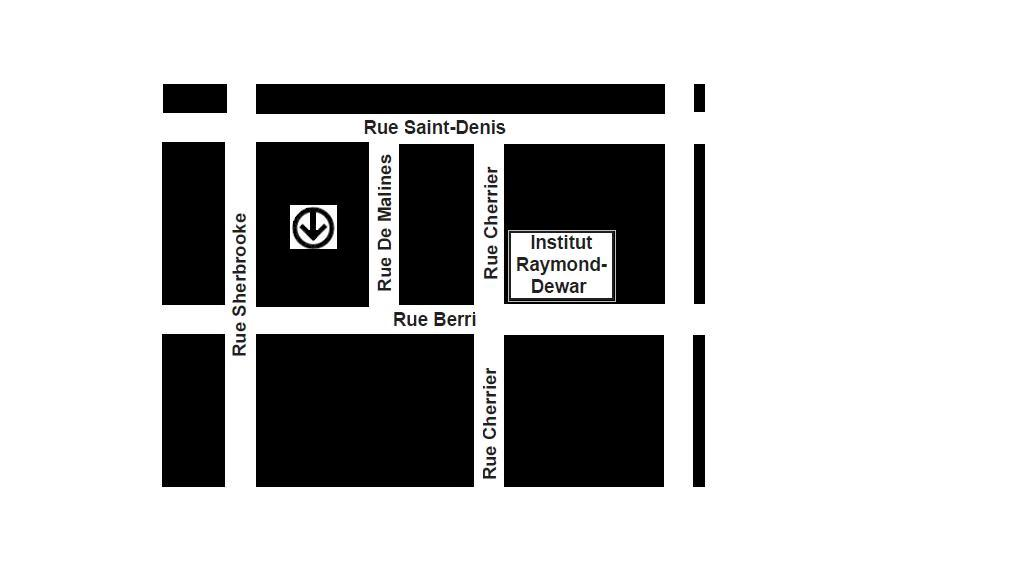 Rue Saint-Denis
Rue De Malines
Rue Cherrier
Rue Sherbrooke
Institut
Raymond-
Dewar
Rue Berri
Rue Cherrier